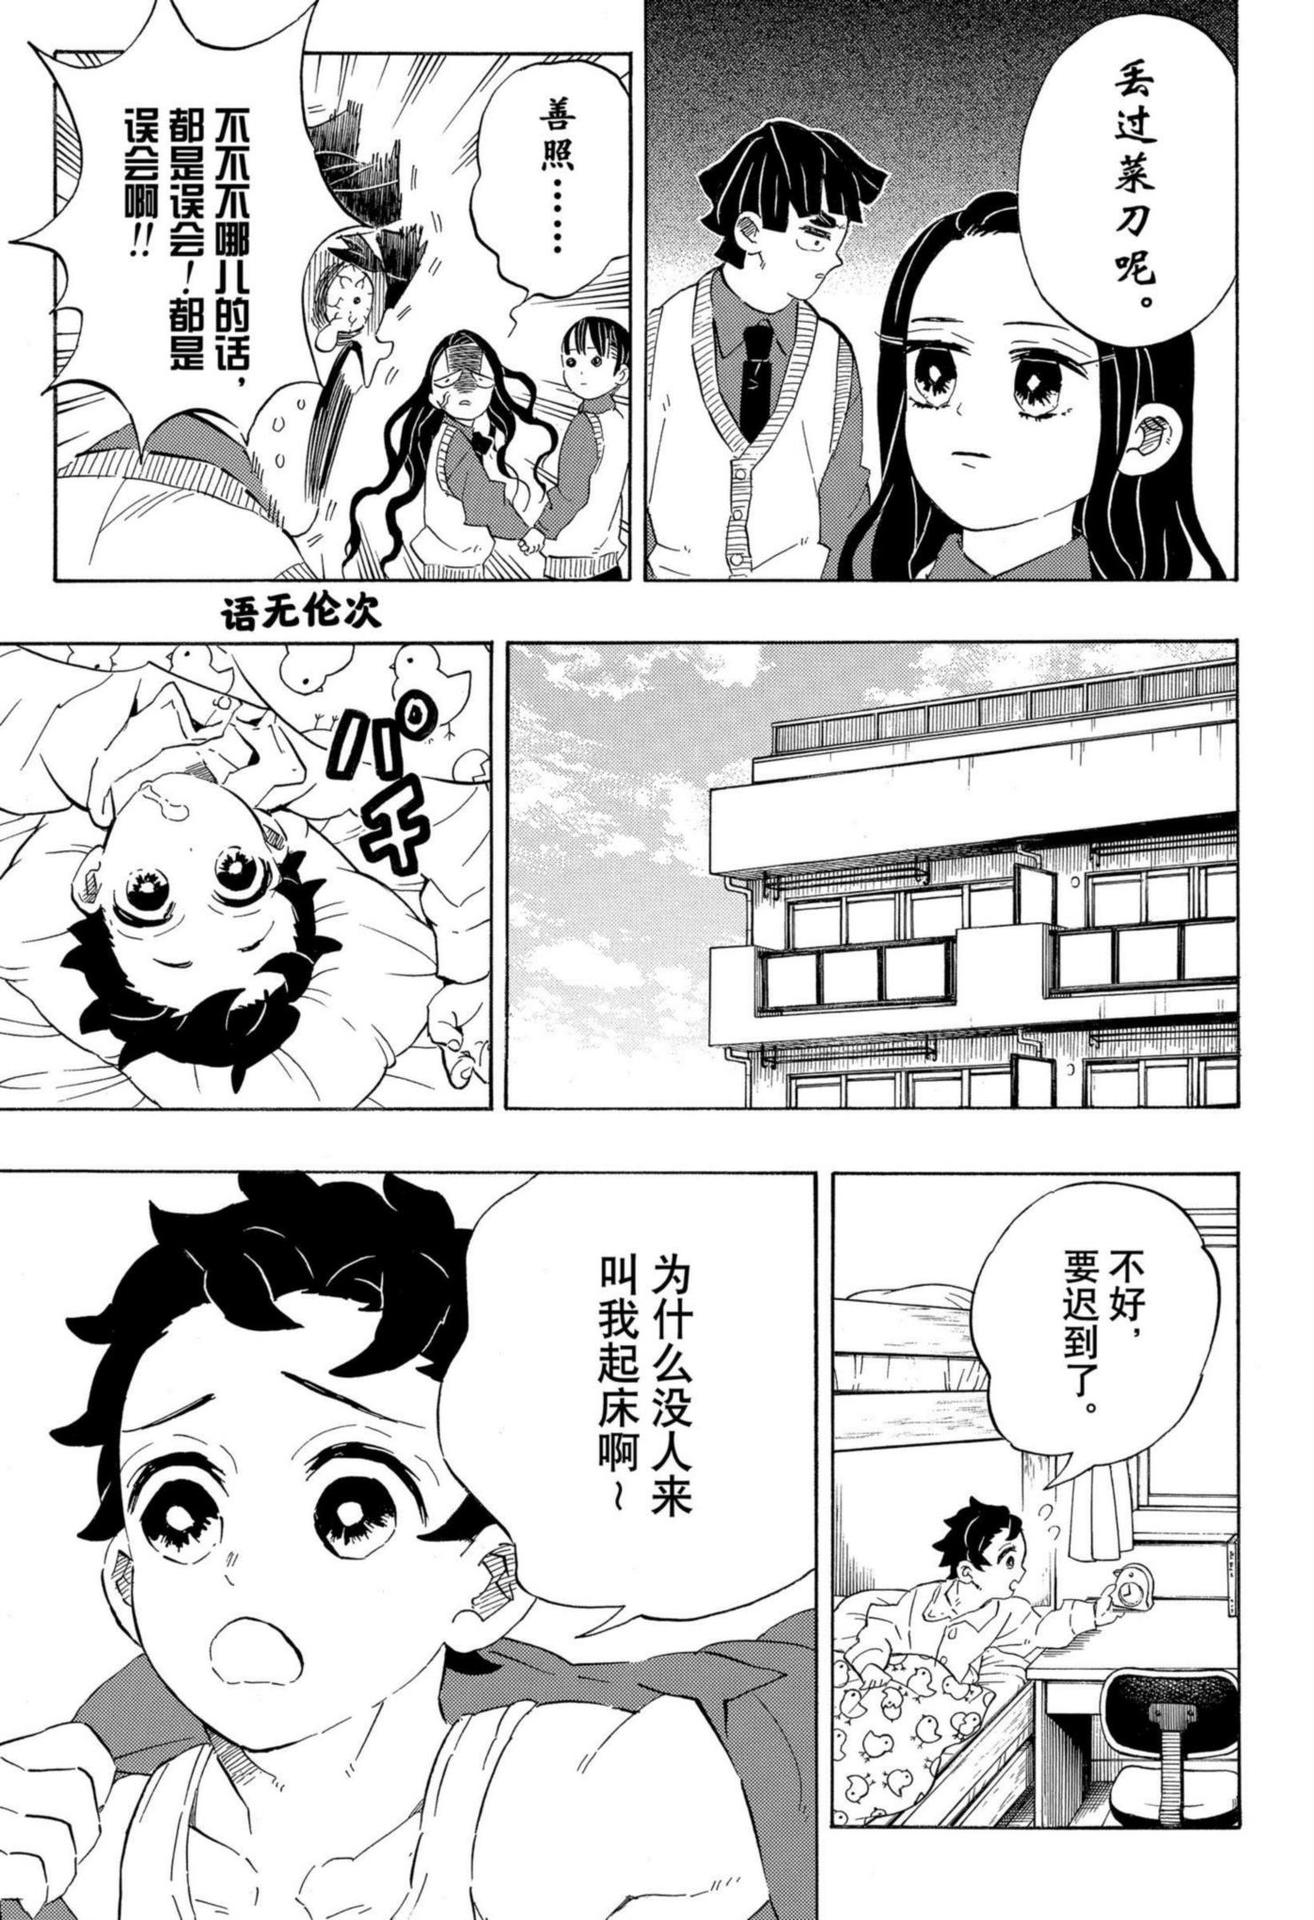 丢过菜刀呢。
善照……
不不不哪儿的话，
都是误会！都是
误会啊!!
语无伦次
パチ
不好，
要迟到了。
为什么没人来
叫我起床啊~